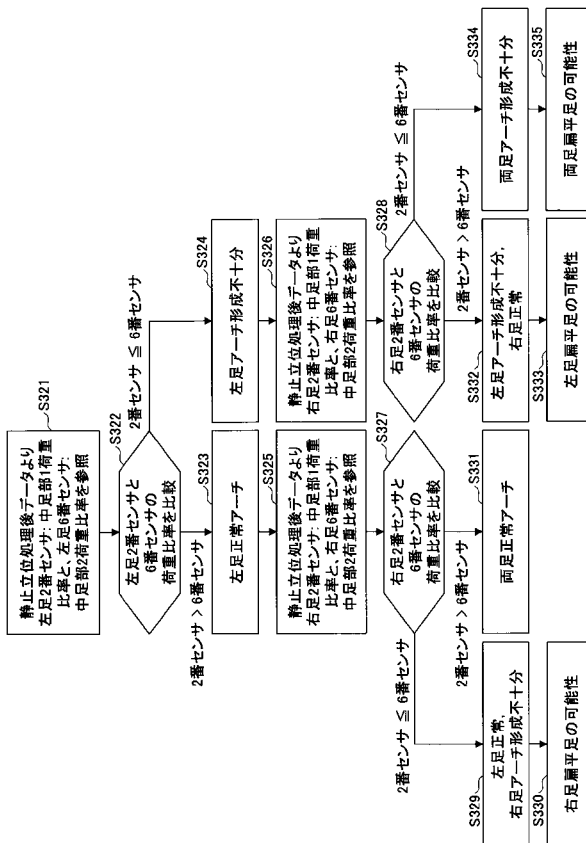 S321
静止立位処理後データより
左足2番センサ:中足部1荷重
比率と、左足6番センサ:
中足部2荷重比率を参照
S322
左足2番センサと
6番センサの
荷重比率を比較
2番センサ > 6番センサ
2番センサ ≦ 6番センサ
S323
左足正常アーチ
S324
左足アーチ形成不十分
S325
静止立位処理後データより
右足2番センサ:中足部1荷重
比率と、右足6番センサ:
中足部2荷重比率を参照
S326
静止立位処理後データより
右足2番センサ:中足部1荷重
比率と、右足6番センサ:
中足部2荷重比率を参照
S327
右足2番センサと
6番センサの
荷重比率を比較
2番センサ ≦ 6番センサ
2番センサ > 6番センサ
S328
右足2番センサと
6番センサの
荷重比率を比較
2番センサ > 6番センサ
2番センサ ≦ 6番センサ
S329
左足正常,
右足アーチ形成不十分
S330
右足扁平足の可能性
S331
両足正常アーチ
S332
左足アーチ形成不十分,
右足正常
S333
左足扁平足の可能性
S334
両足アーチ形成不十分
S335
両足扁平足の可能性